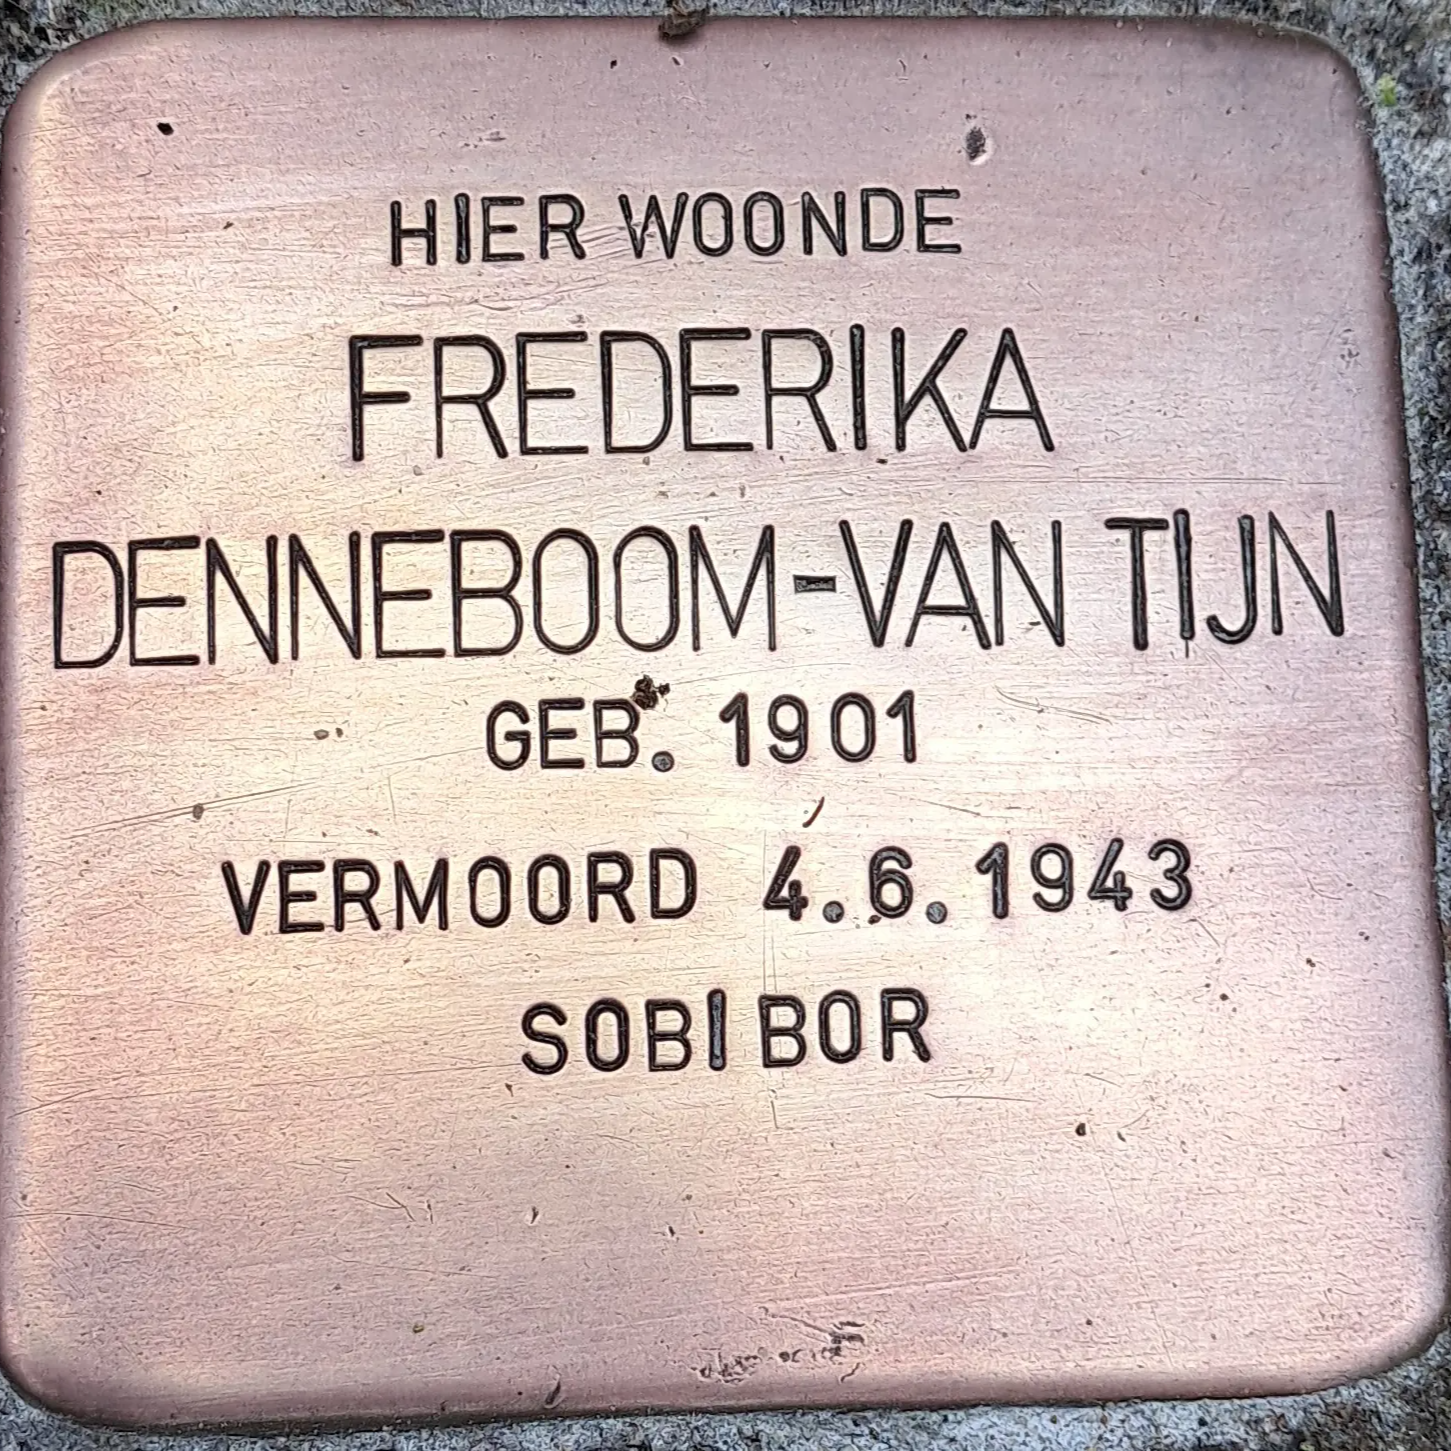 HIER WOONDE
FREDERIKA
DENNEBOOM-VAN TIJN
GEB. 1901
VERMOORD 4.6.1943
SOBIBOR